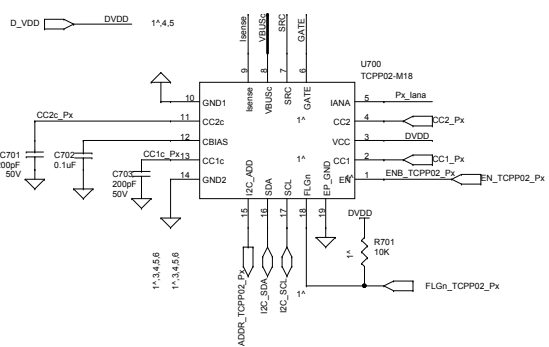 D_VDD
DVDD
1^,4,5
Isense
VBUSc
SRC
GATE
9
8
7
6
U700
TCPP02-M18
Isense
VBUSc
SRC
GATE
10
GND1
IANA
5
Px_Iana
CC2c_Px
11
CC2c
1^
CC2
4
CC2_Px
12
CBIAS
VCC
3
DVDD
C701
200pF
50V
C702
0.1uF
CC1c_Px
13
CC1c
CC1
2
CC1_Px
C703
200pF
50V
14
GND2
EN
1^
1
ENB_TCPP02_Px
EN_TCPP02_Px
I2C_ADD
SDA
SCL
FLGn
EP_GND
15
16
17
18
19
1^,3,4,5,6
1^,3,4,5,6
ADDR_TCPP02_Px
I2C_SDA
I2C_SCL
1^
DVDD
R701
10K
1^
FLGn_TCPP02_Px